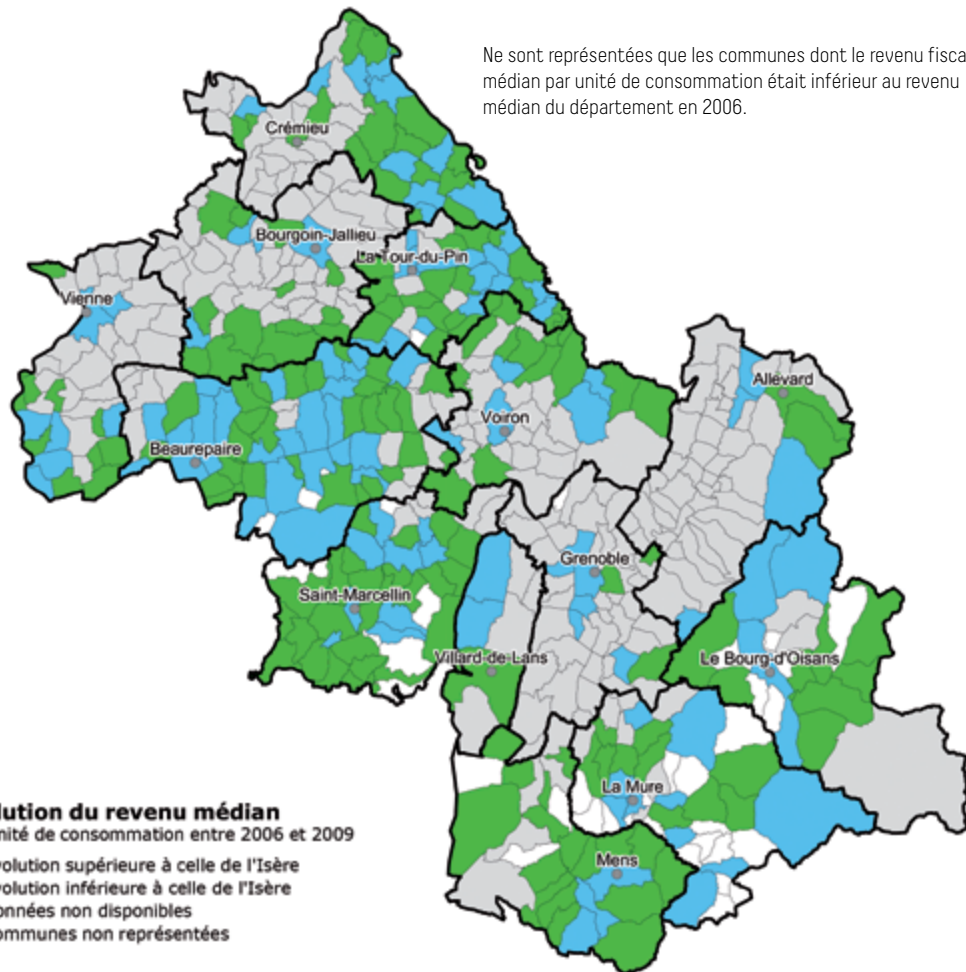 Ne sont représentées que les communes dont le revenu fisca
médian par unité de consommation était inférieur au revenu
médian du département en 2006.
Crémieu
Bourgoin-Jallieu
La Tour-du-Pin
Vienne
Allevard
Voiron
Beaurepaire
Grenoble
Saint-Marcellin
Villard-de-Lans
Le Bourg-d'Oisans
La Mure
Mens
lution du revenu médian
nité de consommation entre 2006 et 2009
volution supérieure à celle de l'Isère
volution inférieure à celle de l'Isère
onnées non disponibles
ommunes non représentées